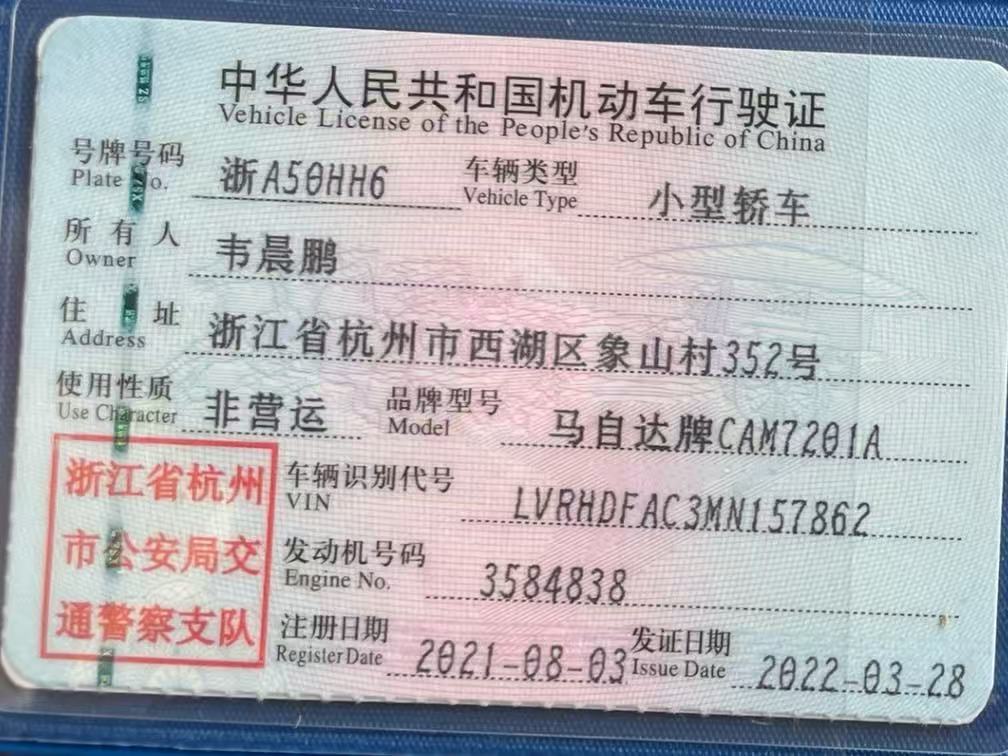 中华人民共和国机动车行驶证
Vehicle License of the People's Republic of China
号牌号码 浙A50HH6 车辆类型 小型轿车
Plate No. Vehicle Type
所有人 韦晨鹏
Owner
住址 浙江省杭州市西湖区象山村352号
Address
使用性质 非营运 品牌型号 马自达牌CAM7201A
Use Character Model
浙江省杭州
市公安局交
通警察支队
车辆识别代号 LVRHDFAC3MN157862
VIN
发动机号码 3584838
Engine No.
注册日期 2021-08-03 发证日期 2022-03-28
Register Date Issue Date